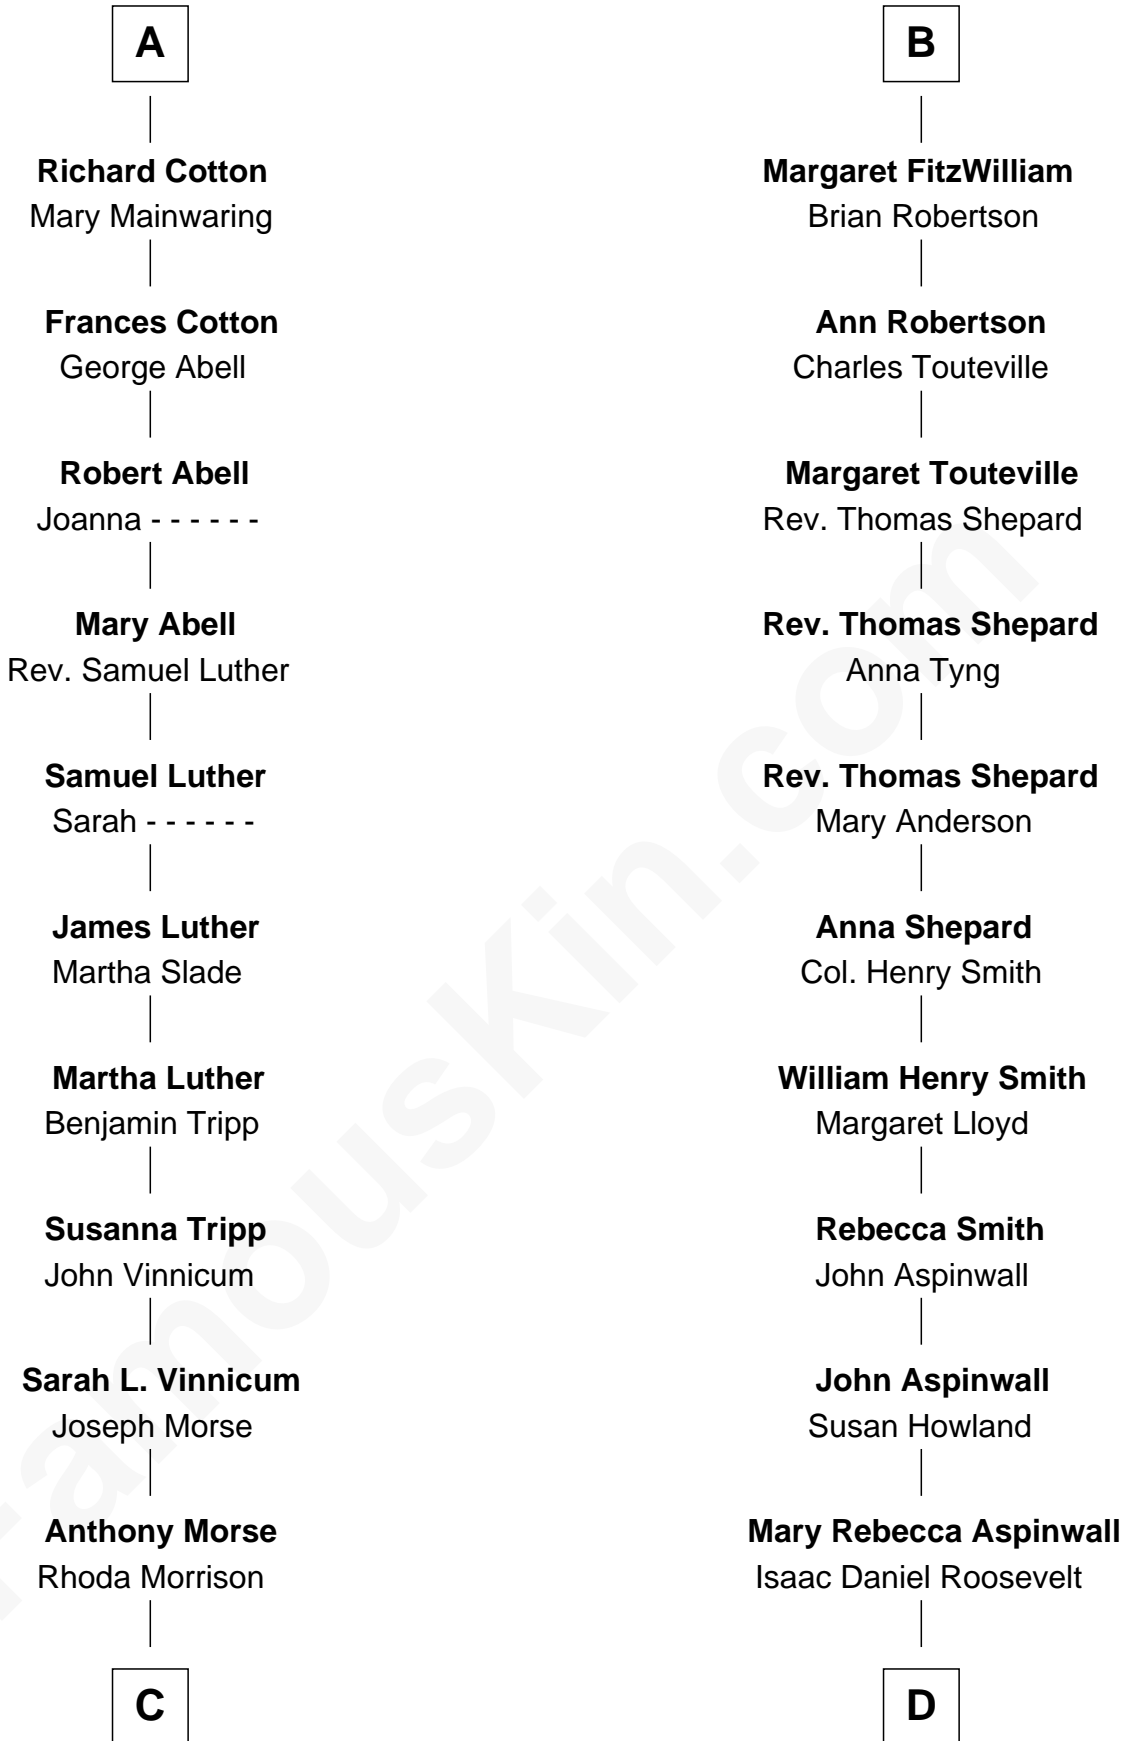 A
Richard Cotton
Mary Mainwaring
Frances Cotton
George Abell
Robert Abell
Joanna - - - - - -
Mary Abell
Rev. Samuel Luther
Samuel Luther
Sarah - - - - - -
James Luther
Martha Slade
Martha Luther
Benjamin Tripp
Susanna Tripp
John Vinnicum
Sarah L. Vinnicum
Joseph Morse
Anthony Morse
Rhoda Morrison
C
B
Margaret FitzWilliam
Brian Robertson
Ann Robertson
Charles Touteville
Margaret Touteville
Rev. Thomas Shepard
Rev. Thomas Shepard
Anna Tyng
Rev. Thomas Shepard
Mary Anderson
Anna Shepard
Col. Henry Smith
William Henry Smith
Margaret Lloyd
Rebecca Smith
John Aspinwall
John Aspinwall
Susan Howland
Mary Rebecca Aspinwall
Isaac Daniel Roosevelt
D
FamousKin.com